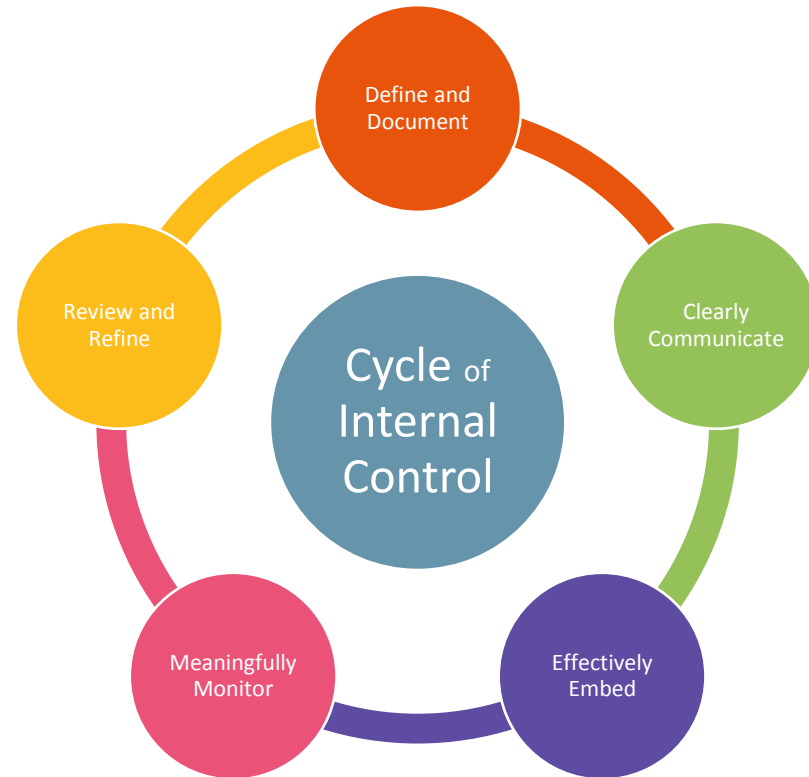 Define and
Document
Clearly
Communicate
Effectively
Embed
Meaningfully
Monitor
Review and
Refine
Cycle of
Internal
Control